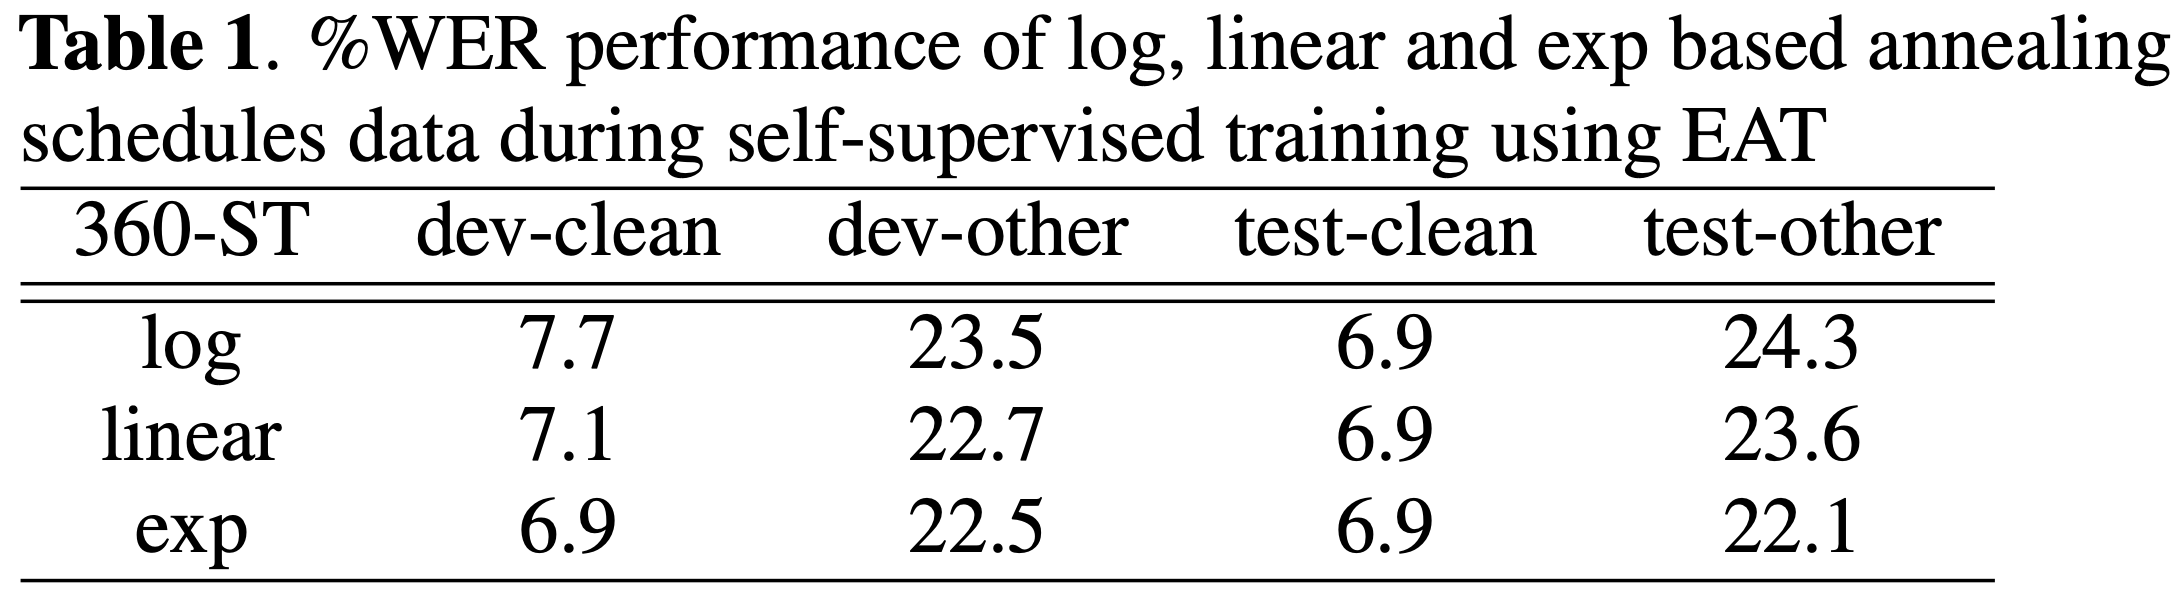 Table 1. %WER performance of log, linear and exp based annealing
schedules data during self-supervised training using EAT
360-ST dev-clean dev-other test-clean test-other
log 7.7 23.5 6.9 24.3
linear 7.1 22.7 6.9 23.6
exp 6.9 22.5 6.9 22.1